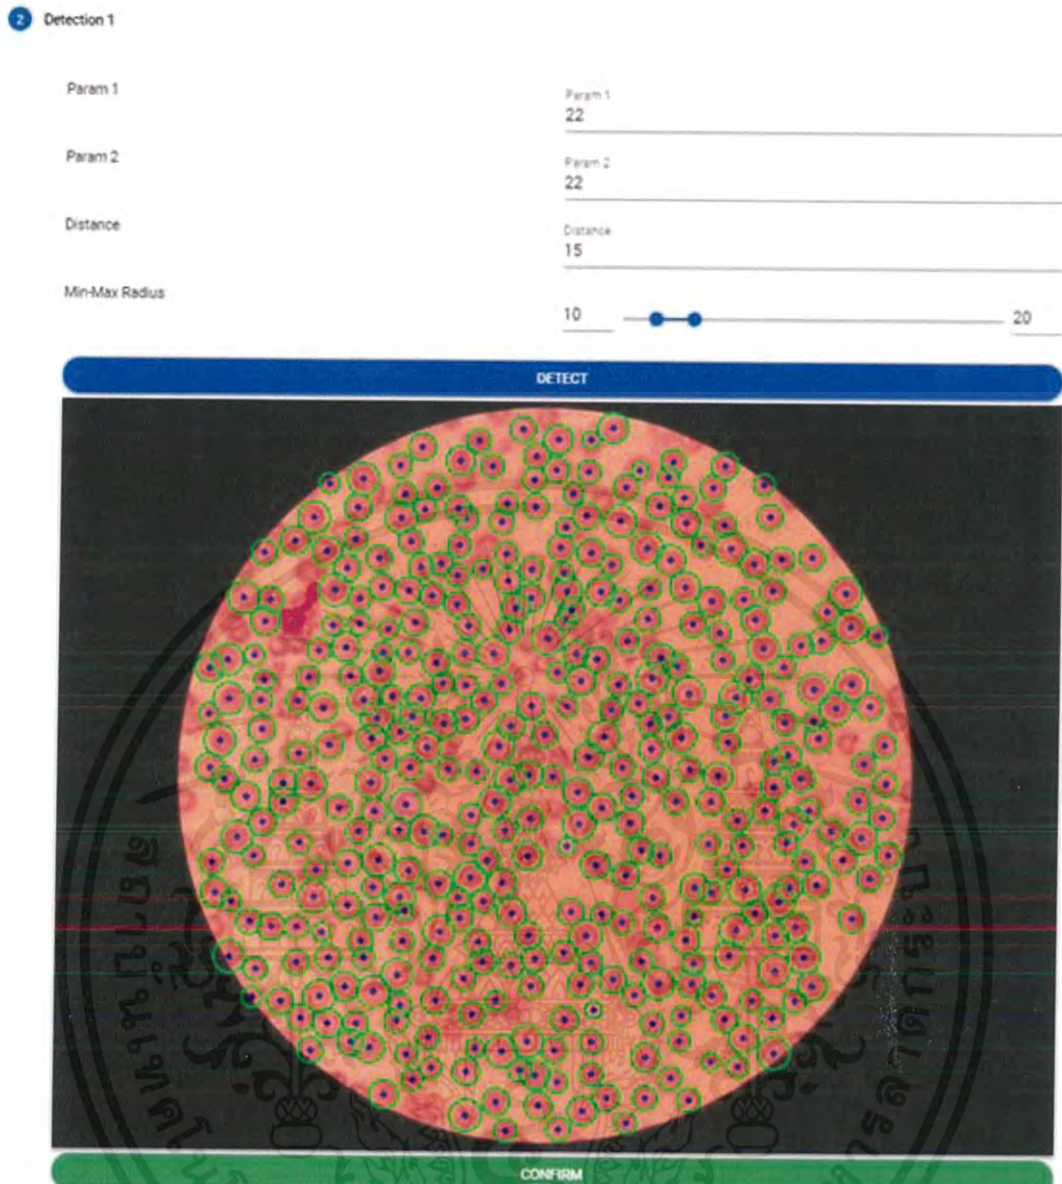 2 Detection 1
Param 1
Param 1
22
Param 2
Param 2
22
Distance
Distance
15
Min-Max Radius
10
20
DETECT
CONFIRM